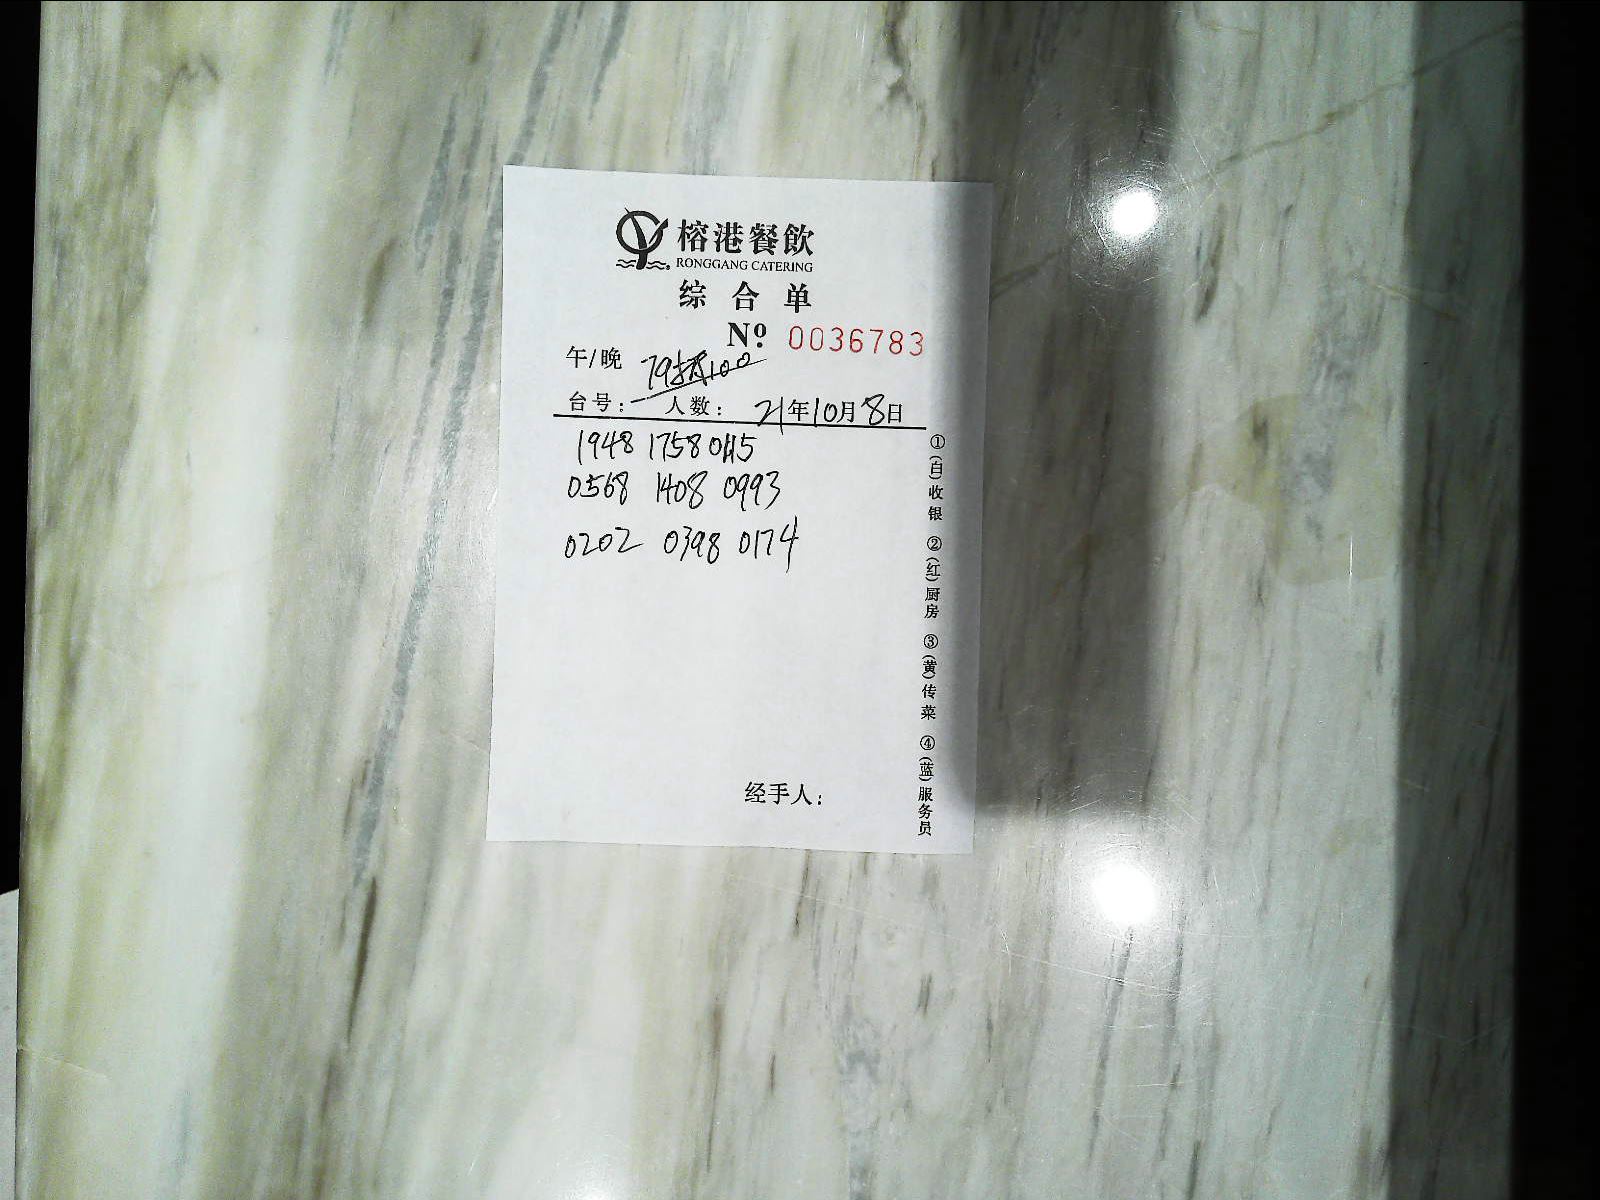 榕港餐飲
RONGGANG CATERING
综合单
Nº 0036783
午/晚
台号: 人数: 21年10月8日
1948 1758 0115
0568 1408 0993
0202 0398 0174
经手人:
①(白)收银 ②(红)厨房 ③(黄)传菜 ④(蓝)服务员